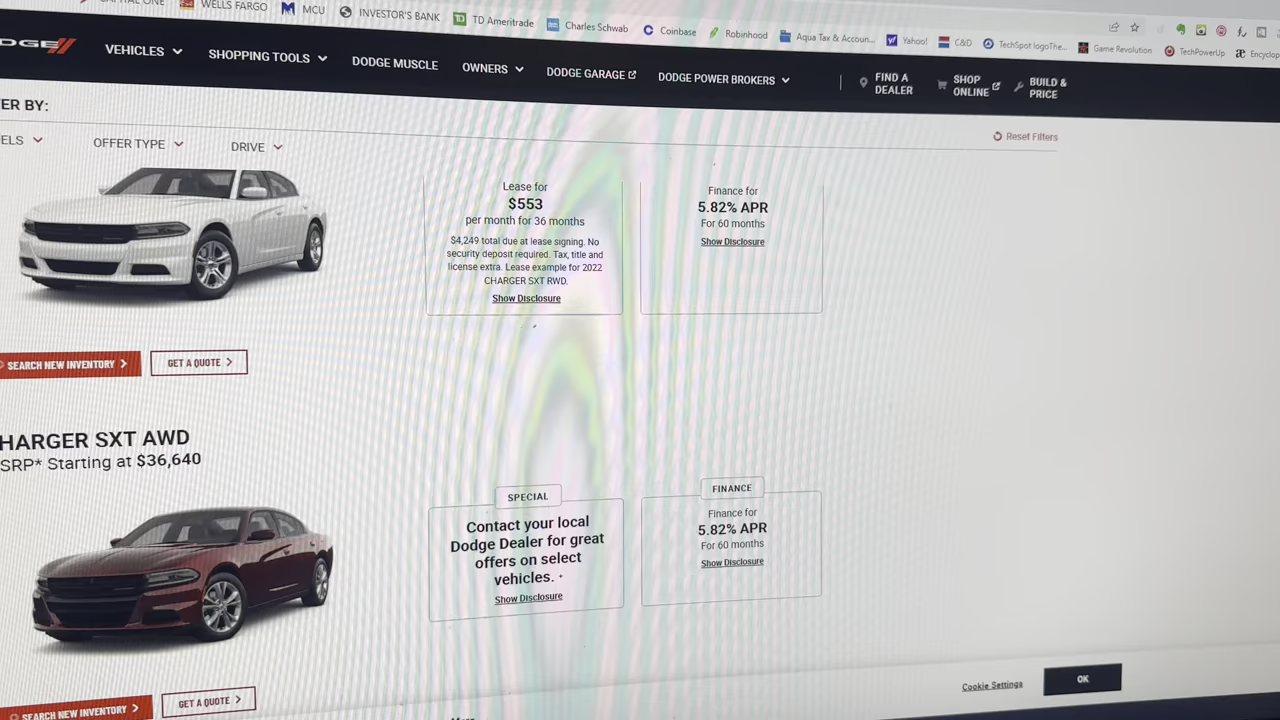 WELLS FARGO
MCU
INVESTOR'S BANK
TD Ameritrade
Charles Schwab
Coinbase
Robinhood
Aqua Tax & Accoun...
Yahoo!
C&D
TechSpot logoThe...
Game Revolution
TechPowerUp
Encyclop
DGE
VEHICLES
SHOPPING TOOLS
DODGE MUSCLE
OWNERS
DODGE GARAGE
DODGE POWER BROKERS
FIND A
DEALER
SHOP
ONLINE
BUILD &
PRICE
ER BY:
Reset Filters
ELS
OFFER TYPE
DRIVE
Lease for
$553
per month for 36 months
$4,249 total due at lease signing. No
security deposit required. Tax, title and
license extra. Lease example for 2022
CHARGER SXT RWD.
Show Disclosure
Finance for
5.82% APR
For 60 months
Show Disclosure
SEARCH NEW INVENTORY
GET A QUOTE
HARGER SXT AWD
SRP* Starting at $36,640
SPECIAL
Contact your local
Dodge Dealer for great
offers on select
vehicles. +
Show Disclosure
FINANCE
Finance for
5.82% APR
For 60 months
Show Disclosure
SEARCH NEW INVENTORY
GET A QUOTE
Cookie Settings
OK